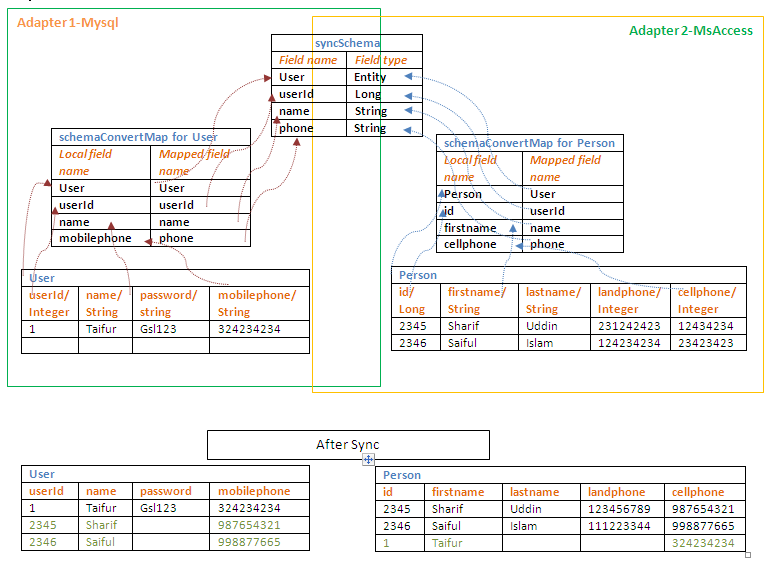 Adapter1-Mysql
Adapter2-MsAccess
syncSchema
Field name Field type
User Entity
userId Long
name String
phone String
schemaConvertMap for User
Local field name Mapped field name
User User
userId userId
name name
mobilephone phone
schemaConvertMap for Person
Local field name Mapped field name
Person User
id userId
firstname name
cellphone phone
User
userId/ Integer name/ String password/ string mobilephone/ String
1 Taifur Gsl123 324234234
Person
id/ Long firstname/ String lastname/ String landphone/ Integer cellphone/ Integer
2345 Sharif Uddin 231242423 12434234
2346 Saiful Islam 124234234 23423423
After Sync
User
userId name password mobilephone
1 Taifur Gsl123 324234234
2345 Sharif 987654321
2346 Saiful 998877665
Person
id firstname lastname landphone cellphone
2345 Sharif Uddin 123456789 987654321
2346 Saiful Islam 111223344 998877665
1 Taifur 324234234